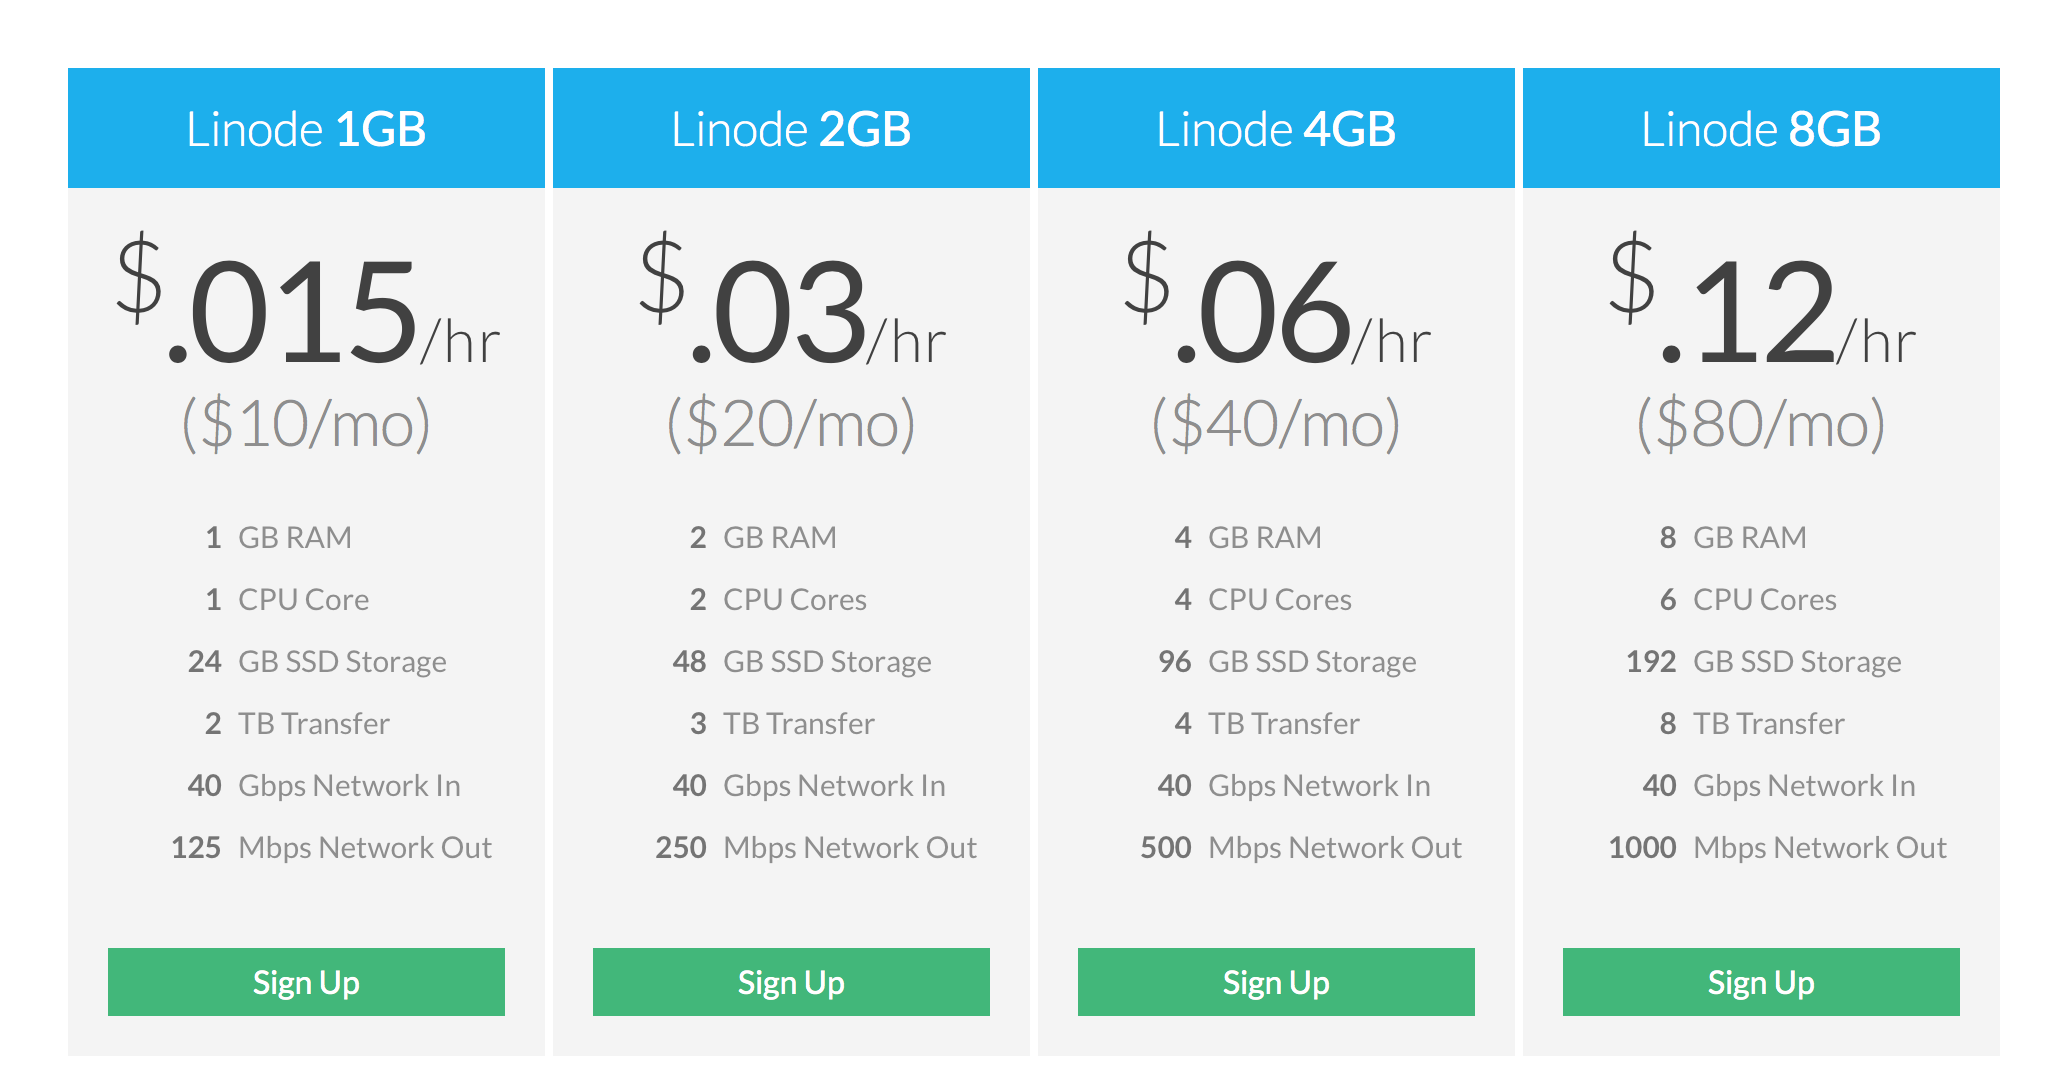 Linode 1GB
$.015/hr
($10/mo)
1 GB RAM
1 CPU Core
24 GB SSD Storage
2 TB Transfer
40 Gbps Network In
125 Mbps Network Out
Sign Up
Linode 2GB
$.03/hr
($20/mo)
2 GB RAM
2 CPU Cores
48 GB SSD Storage
3 TB Transfer
40 Gbps Network In
250 Mbps Network Out
Sign Up
Linode 4GB
$.06/hr
($40/mo)
4 GB RAM
4 CPU Cores
96 GB SSD Storage
4 TB Transfer
40 Gbps Network In
500 Mbps Network Out
Sign Up
Linode 8GB
$.12/hr
($80/mo)
8 GB RAM
6 CPU Cores
192 GB SSD Storage
8 TB Transfer
40 Gbps Network In
1000 Mbps Network Out
Sign Up